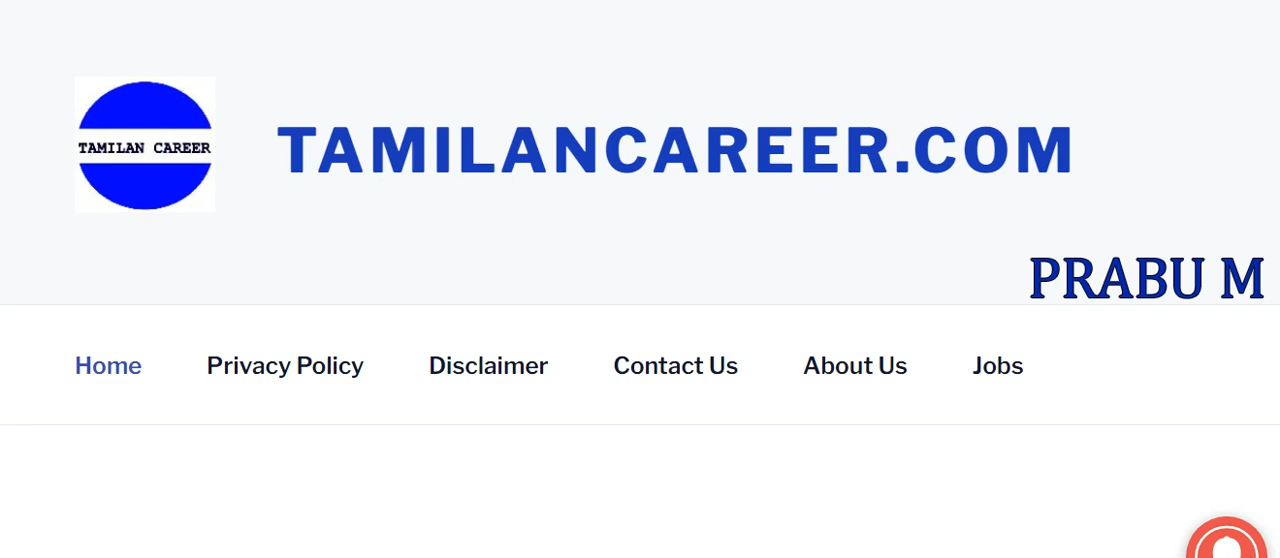 TAMILAN CAREER
TAMILANCAREER.COM
PRABU M
Home Privacy Policy Disclaimer Contact Us About Us Jobs